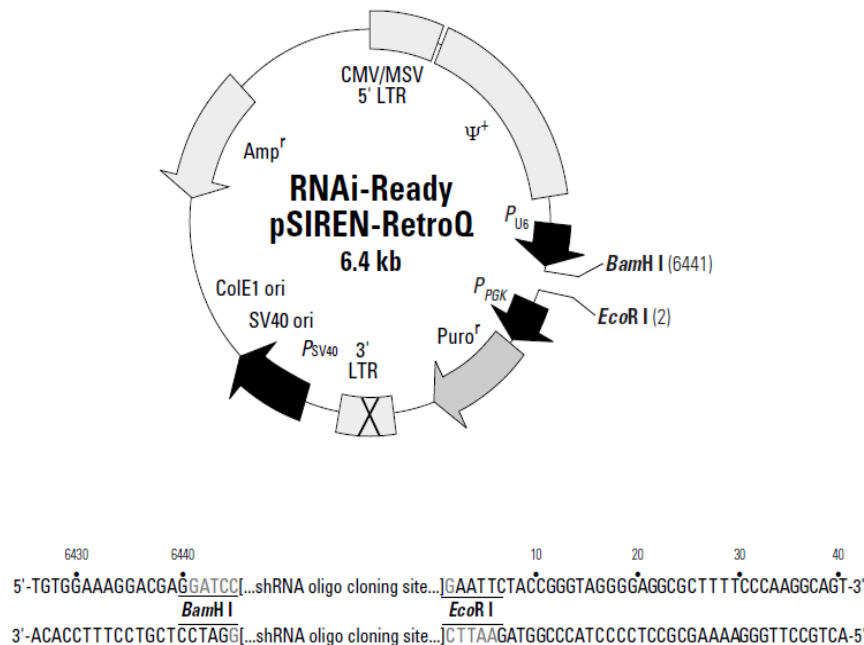 CMV/MSV
5' LTR
Ψ+
Ampr
RNAi-Ready
pSIREN-RetroQ
6.4 kb
PU6
BamH I (6441)
PPGK
EcoR I (2)
ColE1 ori
SV40 ori
PSV40
3'
LTR
Puror
6430 6440 10 20 30 40
5'-TGTGGAAAGGACGAGGATCC[...shRNA oligo cloning site...]GAATTCTACCGGGTAGGGGAGGCGCTTTTCCCAAGGCAGT-3'
BamH I EcoR I
3'-ACACCTTTCCTGCTCCTAGG[...shRNA oligo cloning site...]CTTAAGATGGCCCATCCCCTCCGCGAAAAGGGTTCCGTCA-5'